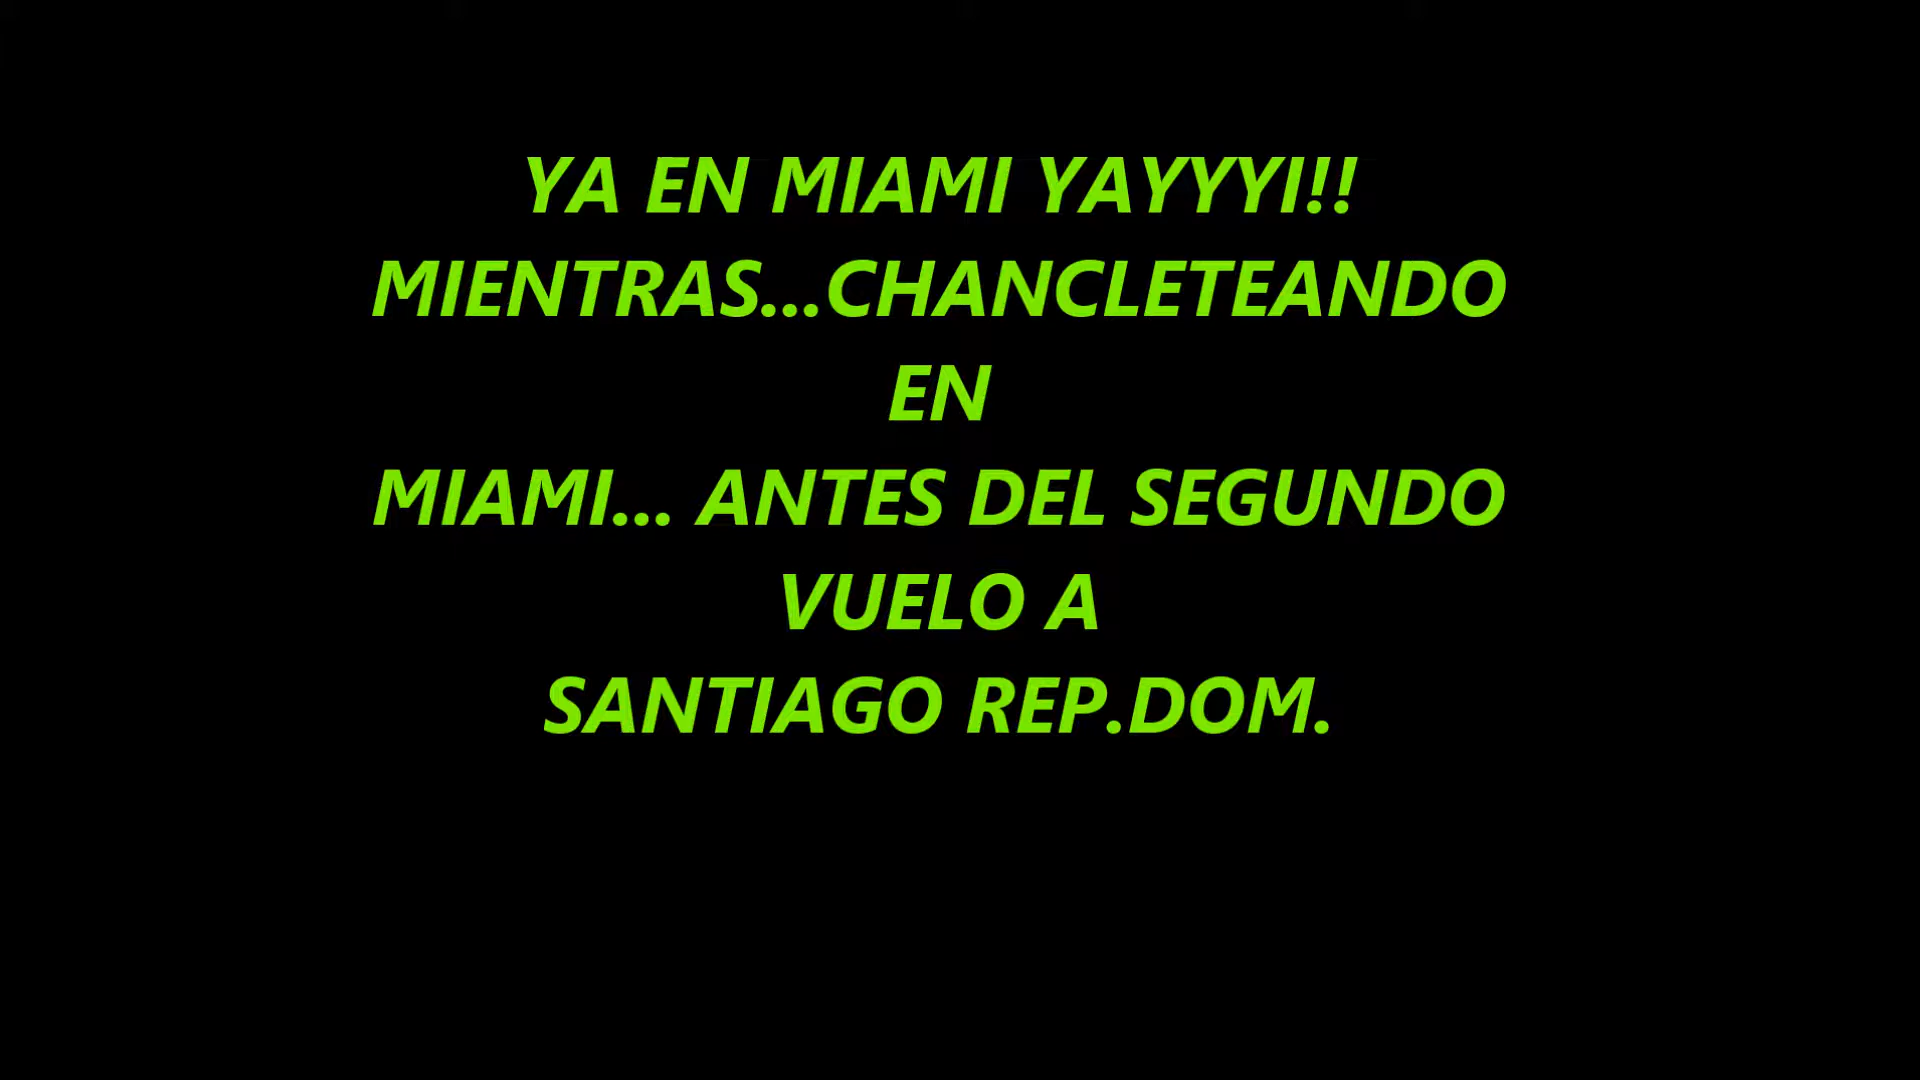 YA EN MIAMI YAYYYI!!
MIENTRAS...CHANCLETEANDO
EN
MIAMI... ANTES DEL SEGUNDO
VUELO A
SANTIAGO REP.DOM.